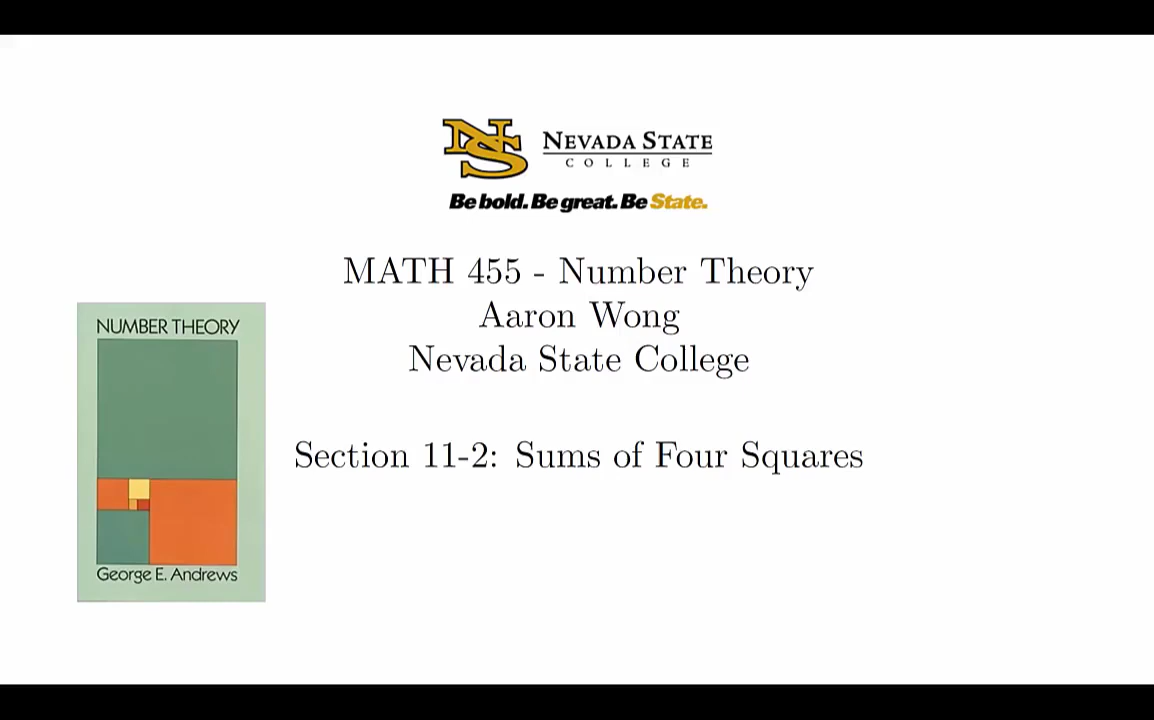 NS NEVADA STATE
COLLEGE
Be bold. Be great. Be State.
MATH 455 - Number Theory
Aaron Wong
Nevada State College
Section 11-2: Sums of Four Squares
NUMBER THEORY
George E. Andrews